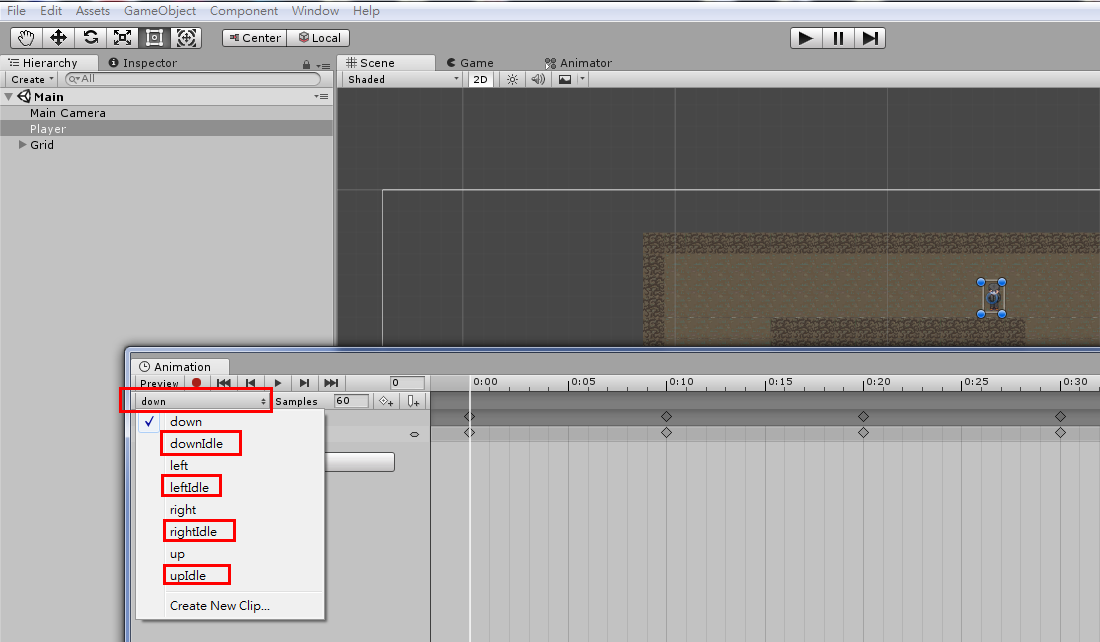 File Edit Assets GameObject Component Window Help
Center Local
Hierarchy Inspector Scene Game Animator
Create All Shaded 2D
Main
Main Camera
Player
Grid
Animation
Preview 0 0:00 0:05 0:10 0:15 0:20 0:25 0:30
down Samples 60
down
downIdle
left
leftIdle
right
rightIdle
up
upIdle
Create New Clip...